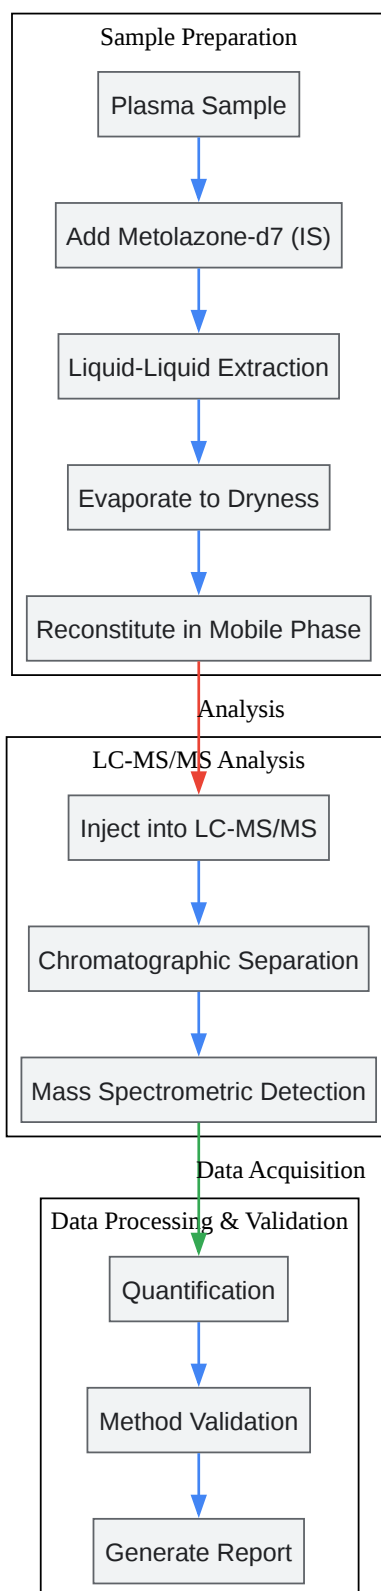 Sample Preparation
Plasma Sample
Add Metolazone-d7 (IS)
Liquid-Liquid Extraction
Evaporate to Dryness
Reconstitute in Mobile Phase
Analysis
LC-MS/MS Analysis
Inject into LC-MS/MS
Chromatographic Separation
Mass Spectrometric Detection
Data Acquisition
Data Processing & Validation
Quantification
Method Validation
Generate Report